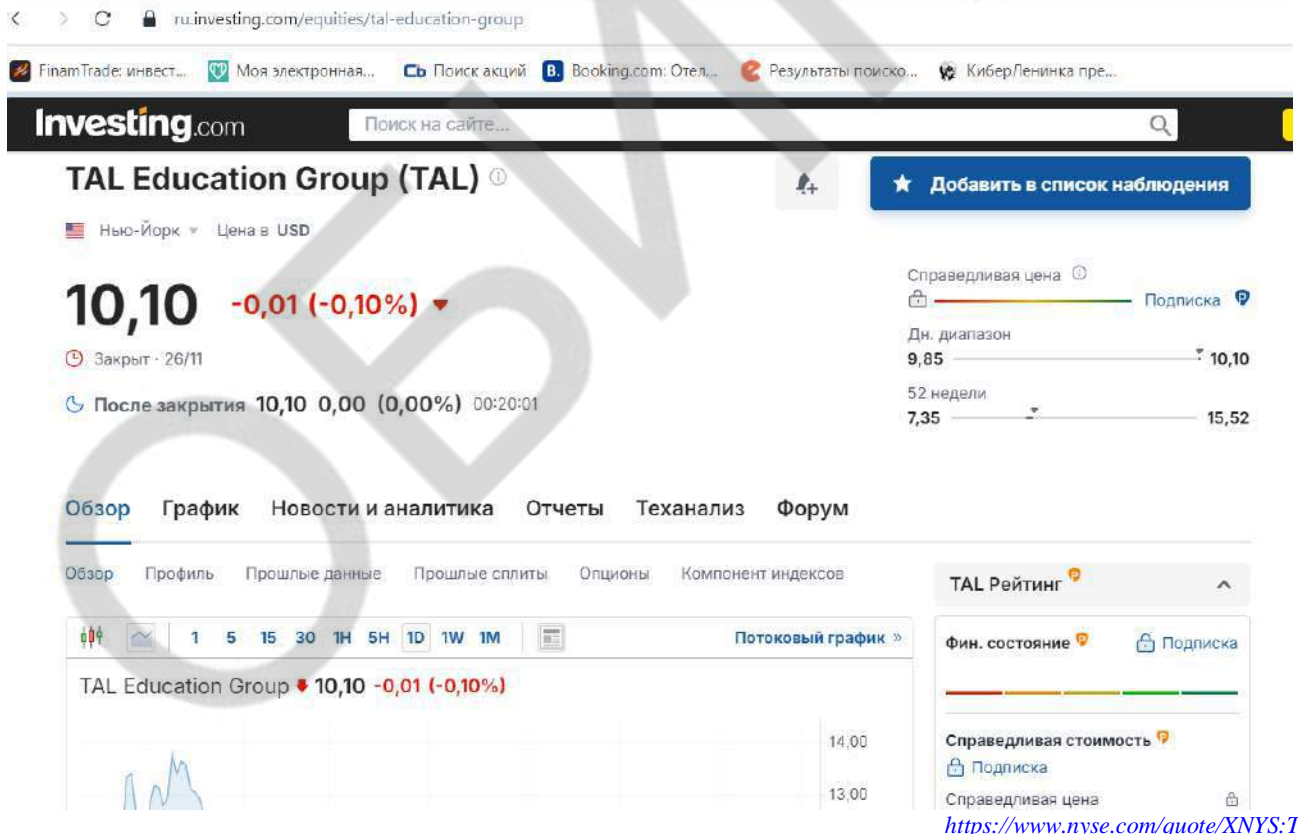 ru.investing.com/equities/tal-education-group
FinamTrade: инвест... Моя электронная... Сb Поиск акций B. Booking.com: Отел... Результаты поиско... КиберЛенинка пре...
Investing.com Поиск на сайте...
TAL Education Group (TAL) Добавить в список наблюдения
Нью-Йорк Цена в USD
Справедливая цена
Подписка
10,10 -0,01 (-0,10%)
Дн. диапазон
9,85 10,10
Закрыт · 26/11
52 недели
7,35 15,52
После закрытия 10,10 0,00 (0,00%) 00:20:01
Обзор График Новости и аналитика Отчеты Теханализ Форум
Обзор Профиль Прошлые данные Прошлые сплиты Опционы Компонент индексов
TAL Рейтинг
1 5 15 30 1H 5H 1D 1W 1M Потоковый график »
Фин. состояние Подписка
TAL Education Group 10,10 -0,01 (-0,10%)
14,00
Справедливая стоимость
Подписка
13,00
Справедливая цена
https://www.nyse.com/quote/XNYS:T